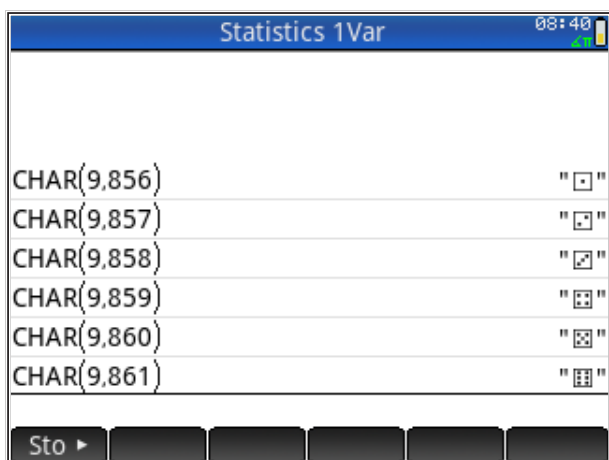 Statistics 1Var
08:40
∠π
CHAR(9,856) "⚀"
CHAR(9,857) "⚁"
CHAR(9,858) "⚂"
CHAR(9,859) "⚃"
CHAR(9,860) "⚄"
CHAR(9,861) "⚅"
Sto ►